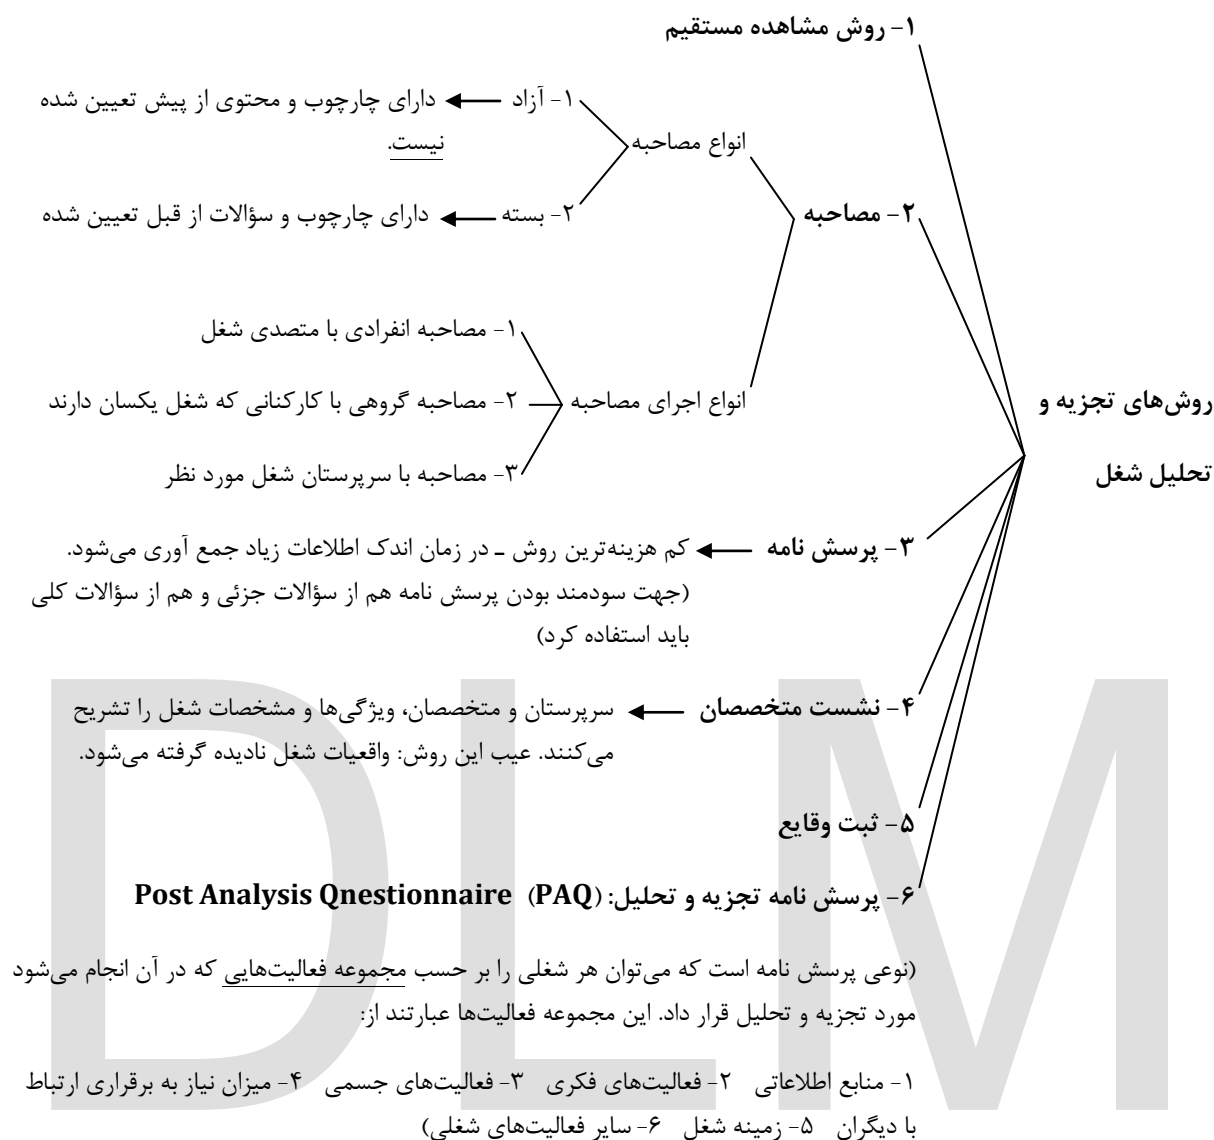 روش‌های تجزیه و
تحلیل شغل
۱- روش مشاهده مستقیم
۲- مصاحبه
انواع مصاحبه
۱- آزاد
دارای چارچوب و محتوی از پیش تعیین شده
نیست.
۲- بسته
دارای چارچوب و سؤالات از قبل تعیین شده
انواع اجرای مصاحبه
۱- مصاحبه انفرادی با متصدی شغل
۲- مصاحبه گروهی با کارکنانی که شغل یکسان دارند
۳- مصاحبه با سرپرستان شغل مورد نظر
۳- پرسش نامه
کم هزینه‌ترین روش ـ در زمان اندک اطلاعات زیاد جمع آوری می‌شود.
(جهت سودمند بودن پرسش نامه هم از سؤالات جزئی و هم از سؤالات کلی
باید استفاده کرد)
۴- نشست متخصصان
سرپرستان و متخصصان، ویژگی‌ها و مشخصات شغل را تشریح
می‌کنند. عیب این روش: واقعیات شغل نادیده گرفته می‌شود.
۵- ثبت وقایع
۶- پرسش نامه تجزیه و تحلیل: Post Analysis Qnestionnaire (PAQ)
(نوعی پرسش نامه است که می‌توان هر شغلی را بر حسب مجموعه فعالیت‌هایی که در آن انجام می‌شود
مورد تجزیه و تحلیل قرار داد. این مجموعه فعالیت‌ها عبارتند از:
۱- منابع اطلاعاتی ۲- فعالیت‌های فکری ۳- فعالیت‌های جسمی ۴- میزان نیاز به برقراری ارتباط
با دیگران ۵- زمینه شغل ۶- سایر فعالیت‌های شغلی)
DLM